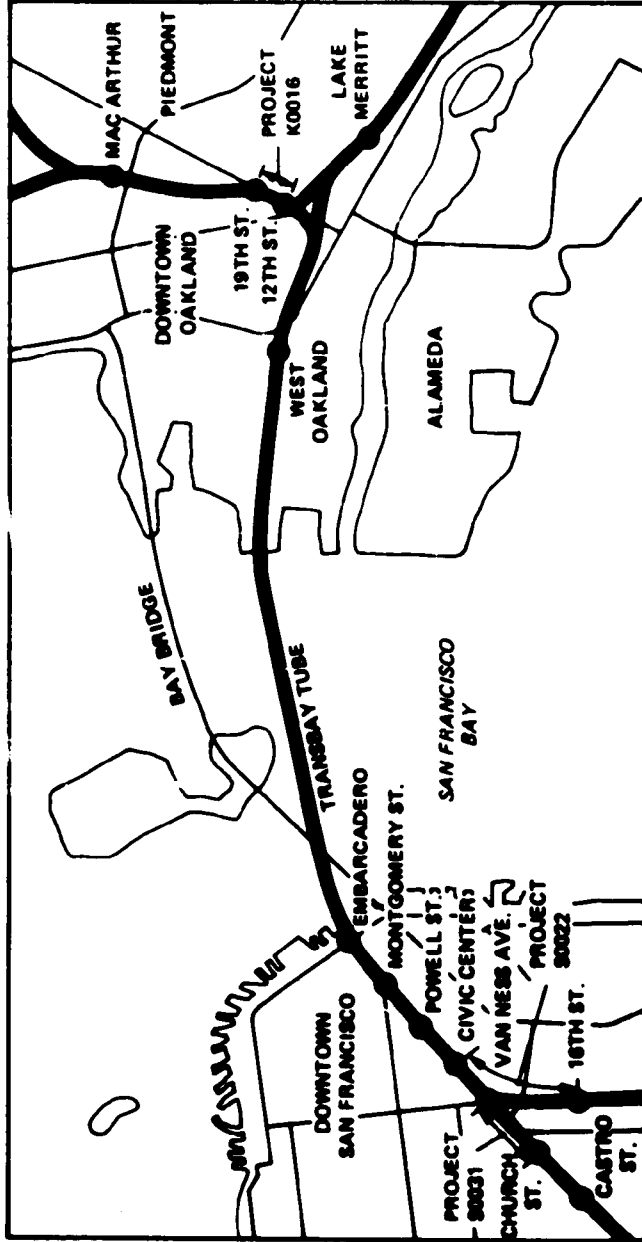 MAC ARTHUR
PIEDMONT
PROJECT
K0016
LAKE
MERRITT
DOWNTOWN
OAKLAND
19TH ST.
12TH ST.
WEST
OAKLAND
ALAMEDA
BAY BRIDGE
TRANSBAY TUBE
SAN FRANCISCO
BAY
EMBARCADERO
MONTGOMERY ST.
POWELL ST.
CIVIC CENTER
VAN NESS AVE.
PROJECT
S0022
16TH ST.
DOWNTOWN
SAN FRANCISCO
PROJECT
S0031
CHURCH
ST.
CASTRO
ST.